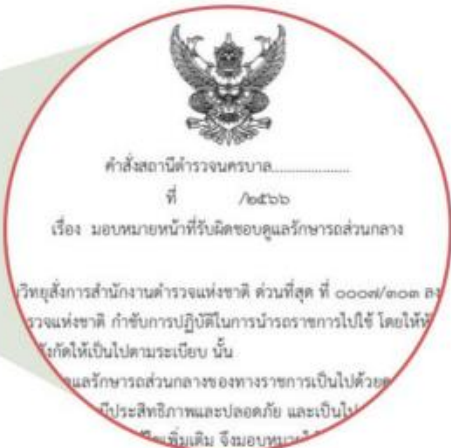 คำสั่งสถานีตำรวจนครบาล....................
ที่ /๒๕๖๖
เรื่อง มอบหมายหน้าที่รับผิดชอบดูแลรักษารถส่วนกลาง
วิทยุสั่งการสำนักงานตำรวจแห่งชาติ ด่วนที่สุด ที่ ๐๐๐๗/๓๐๓ ลง
รวจแห่งชาติ กำชับการปฏิบัติในการนำรถราชการไปใช้ โดยให้
ังกัดให้เป็นไปตามระเบียบ นั้น
ูแลรักษารถส่วนกลางของทางราชการเป็นไปด้วย
มีประสิทธิภาพและปลอดภัย และเป็นไป
เพิ่มเติม จึงมอบหมาย